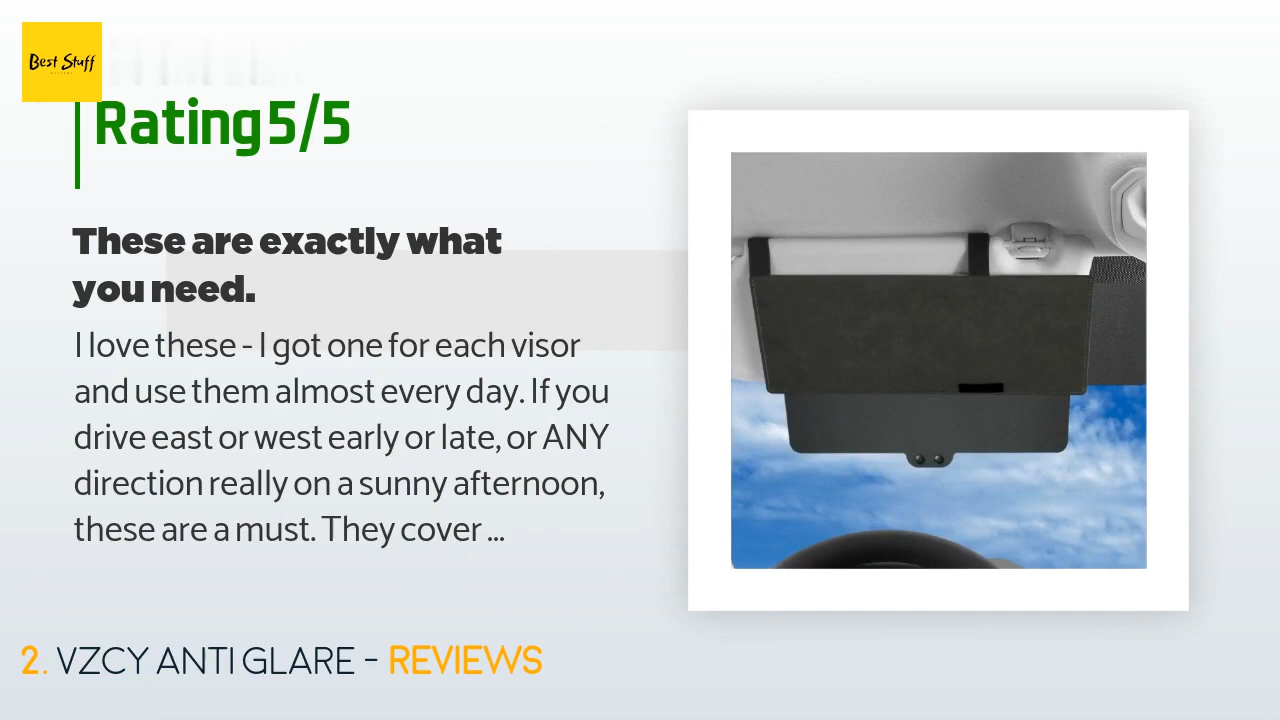 Best Stuff
Rating 5/5
These are exactly what
you need.
I love these - I got one for each visor
and use them almost every day. If you
drive east or west early or late, or ANY
direction really on a sunny afternoon,
these are a must. They cover ...
2. VZCY ANTI GLARE - REVIEWS